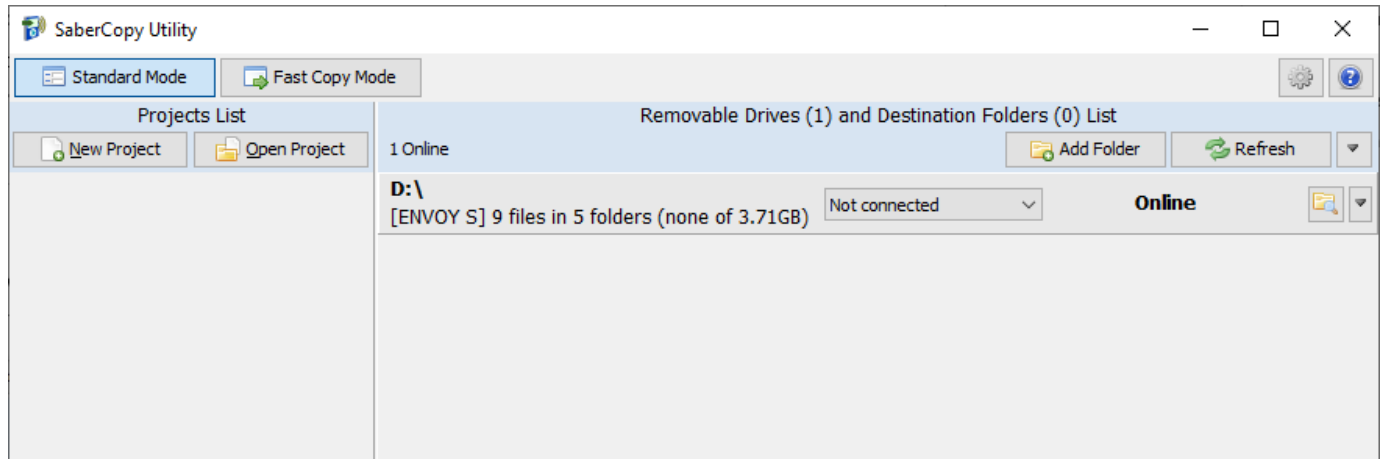 SaberCopy Utility
Standard Mode
Fast Copy Mode
Projects List
Removable Drives (1) and Destination Folders (0) List
New Project
Open Project
1 Online
Add Folder
Refresh
D:\
[ENVOY S] 9 files in 5 folders (none of 3.71GB)
Not connected
Online